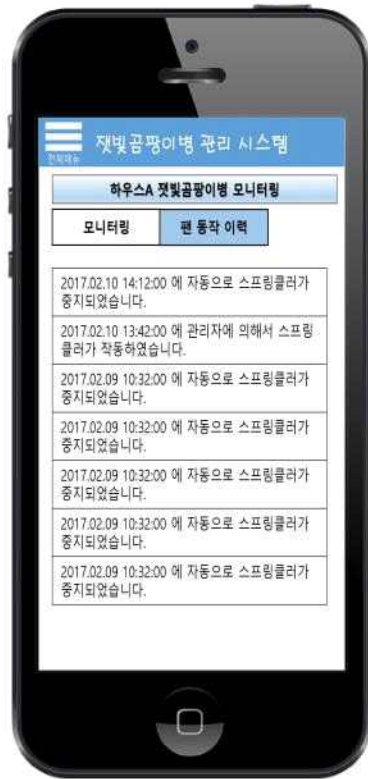 잿빛곰팡이병 관리 시스템
전체메뉴
하우스A 잿빛곰팡이병 모니터링
모니터링
팬 동작 이력
2017.02.10 14:12:00 에 자동으로 스프링클러가
중지되었습니다.
2017.02.10 13:42:00 에 관리자에 의해서 스프링
클러가 작동하였습니다.
2017.02.09 10:32:00 에 자동으로 스프링클러가
중지되었습니다.
2017.02.09 10:32:00 에 자동으로 스프링클러가
중지되었습니다.
2017.02.09 10:32:00 에 자동으로 스프링클러가
중지되었습니다.
2017.02.09 10:32:00 에 자동으로 스프링클러가
중지되었습니다.
2017.02.09 10:32:00 에 자동으로 스프링클러가
중지되었습니다.